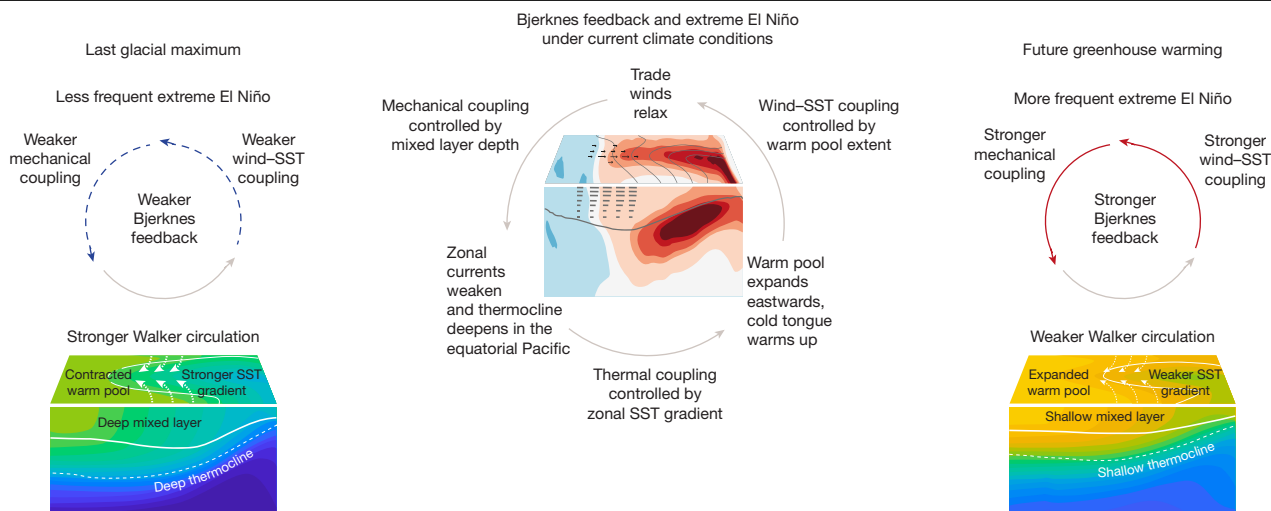 Last glacial maximum
Less frequent extreme El Niño
Weaker
mechanical
coupling
Weaker
wind–SST
coupling
Weaker
Bjerknes
feedback
Stronger Walker circulation
Contracted
warm pool
Stronger SST
gradient
Deep mixed layer
Deep thermocline
Bjerknes feedback and extreme El Niño
under current climate conditions
Trade
winds
relax
Mechanical coupling
controlled by
mixed layer depth
Wind–SST coupling
controlled by
warm pool extent
Zonal
currents
weaken
and thermocline
deepens in the
equatorial Pacific
Warm pool
expands
eastwards,
cold tongue
warms up
Thermal coupling
controlled by
zonal SST gradient
Future greenhouse warming
More frequent extreme El Niño
Stronger
mechanical
coupling
Stronger
wind–SST
coupling
Stronger
Bjerknes
feedback
Weaker Walker circulation
Expanded
warm pool
Weaker SST
gradient
Shallow mixed layer
Shallow thermocline